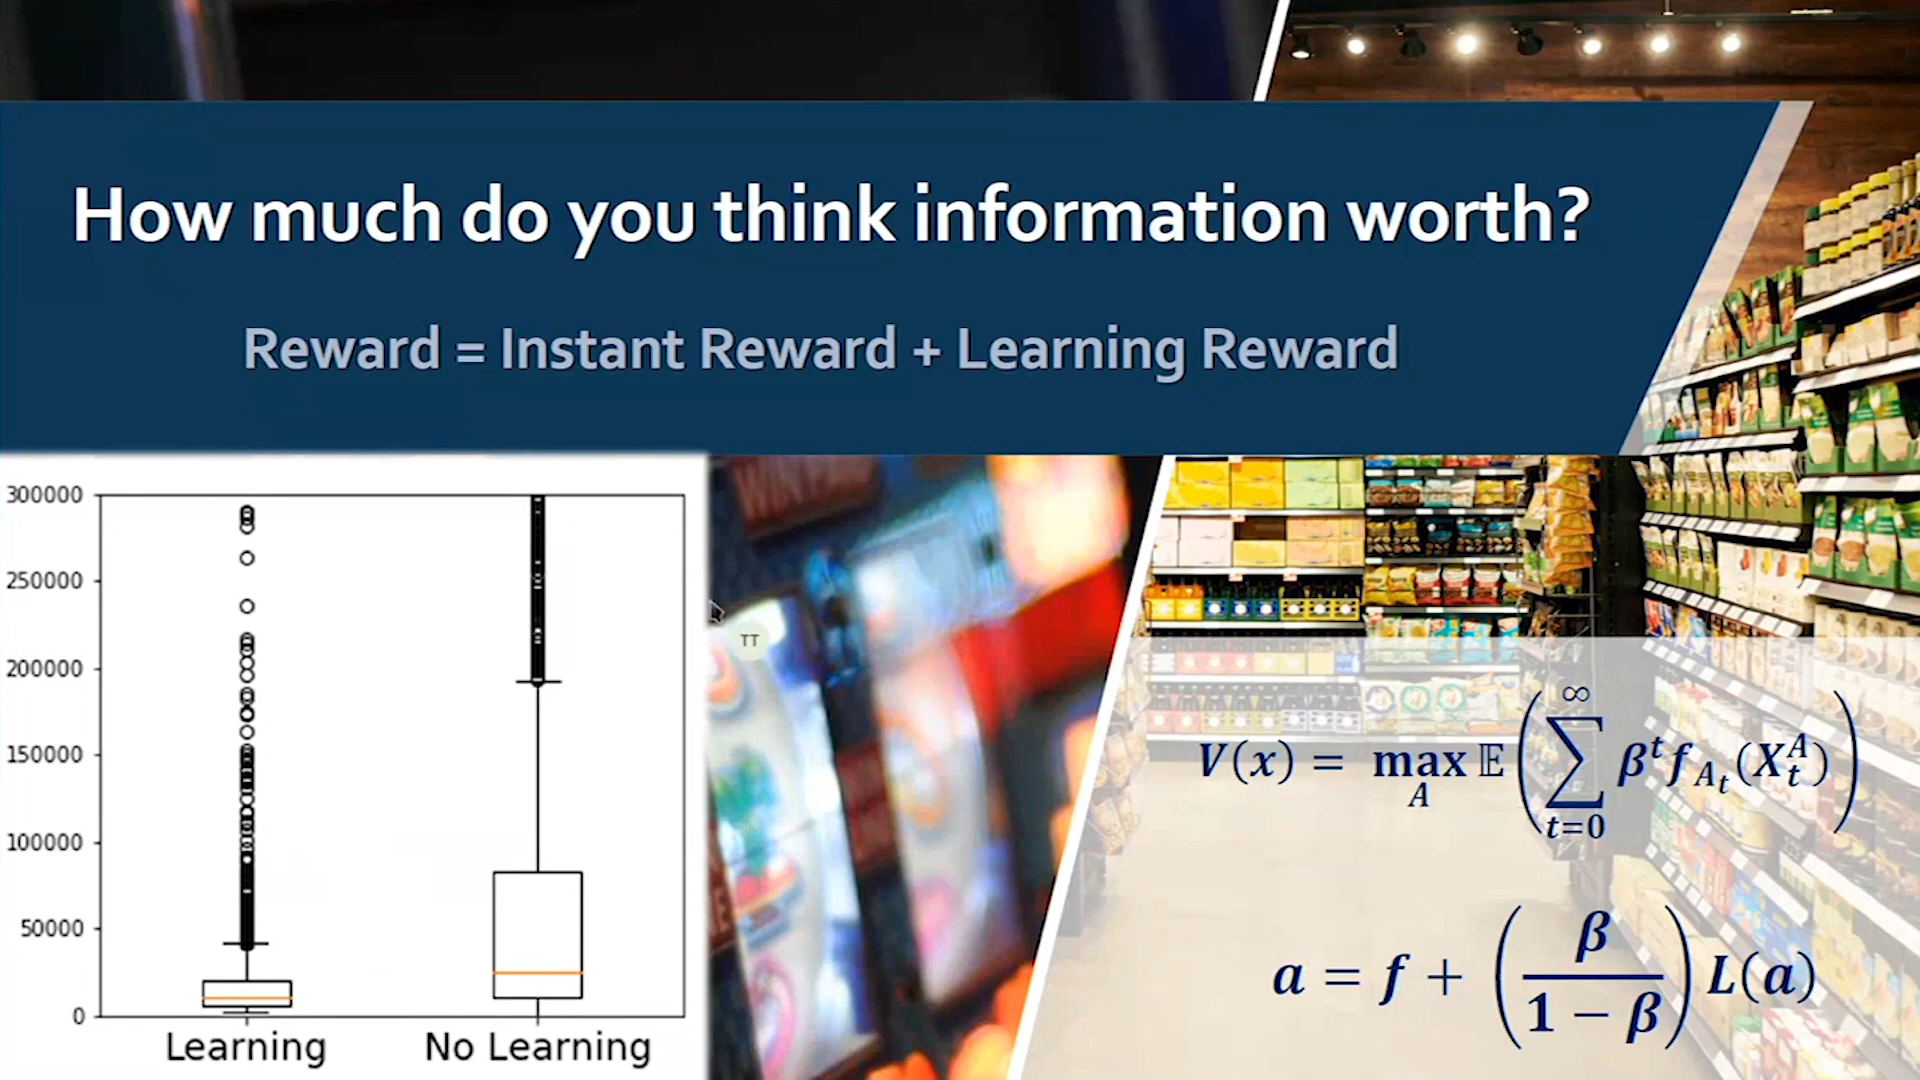 How much do you think information worth?
Reward = Instant Reward + Learning Reward
300000
250000
200000
150000
100000
50000
0
Learning
No Learning
TT
V(x) = max_A 𝔼(∑_{t=0}^{∞} β^t f_{A_t}(X_t^A))
a = f + (β / (1 − β)) L(a)